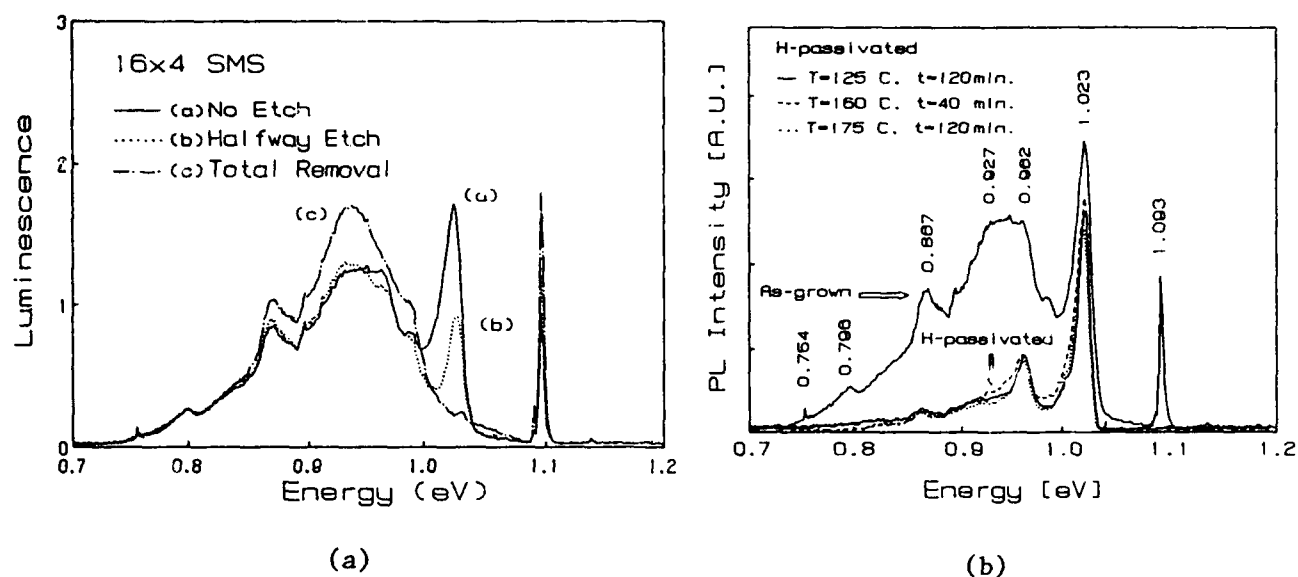 3
2
1
0
Luminescence
16x4 SMS
(a) No Etch
(b) Halfway Etch
(c) Total Removal
(c)
(a)
(b)
0.7 0.8 0.9 1.0 1.1 1.2
Energy (eV)
(a)
PL Intensity [A.U.]
H-passivated
T=125 C. t=120min.
T=160 C. t=40 min.
T=175 C. t=120min.
1.023
0.927
0.962
0.867
1.093
As-grown
H-passivated
0.754
0.796
0.7 0.8 0.9 1.0 1.1 1.2
Energy [eV]
(b)